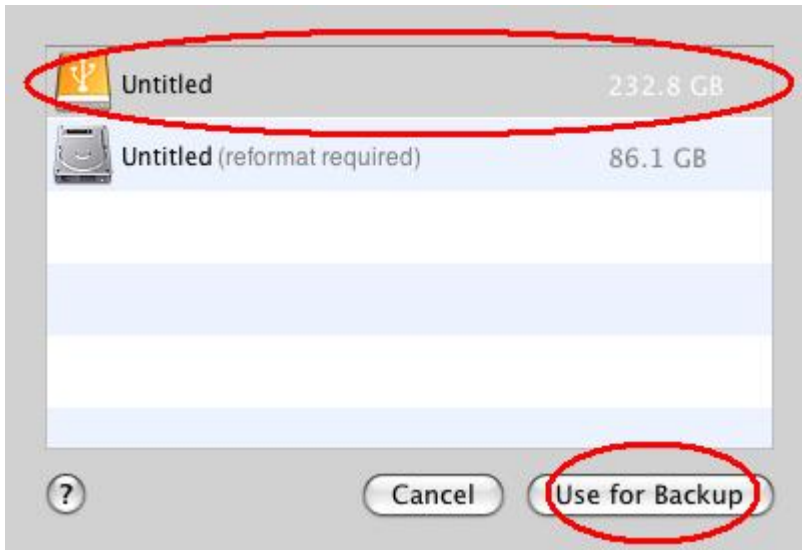 Untitled 232.8 GB
Untitled (reformat required) 86.1 GB
? Cancel Use for Backup